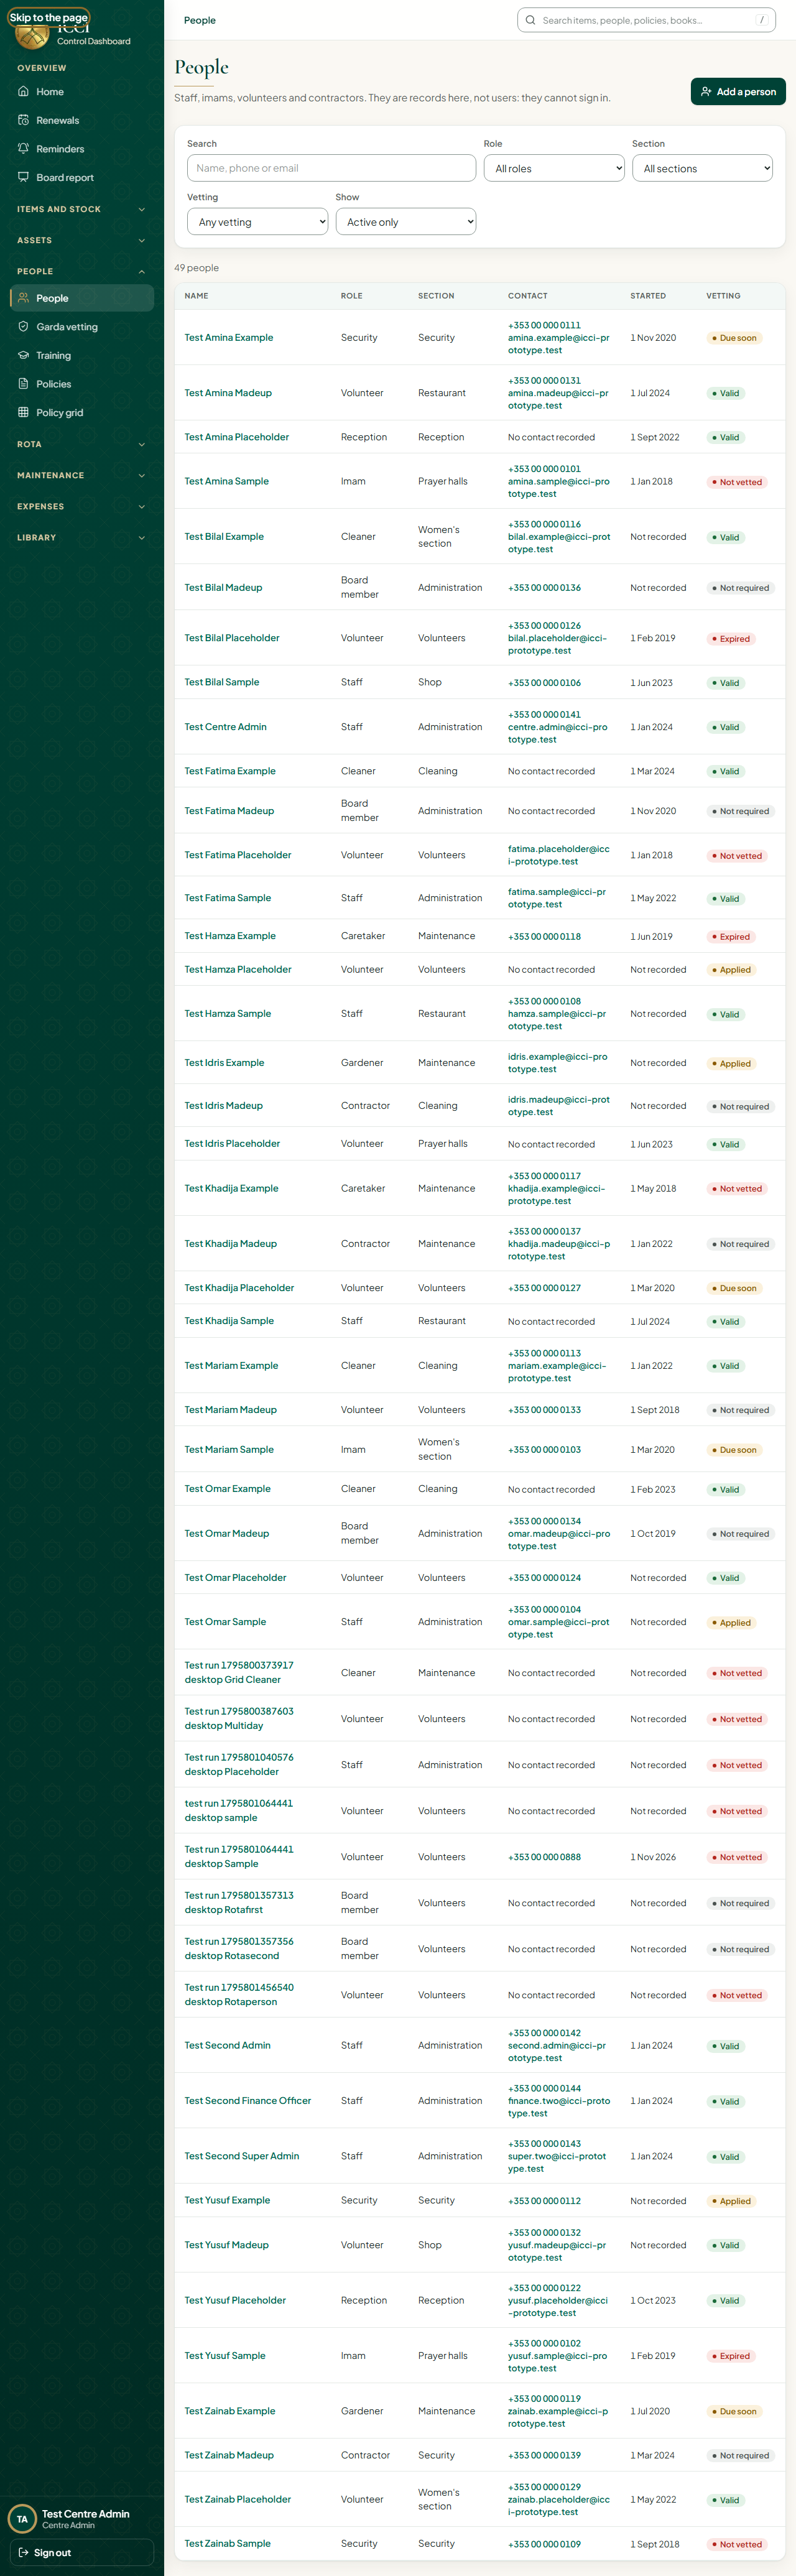 Skip to the page
ICCI
Control Dashboard
OVERVIEW
Home
Renewals
Reminders
Board report
ITEMS AND STOCK
ASSETS
PEOPLE
People
Garda vetting
Training
Policies
Policy grid
ROTA
MAINTENANCE
EXPENSES
LIBRARY
TA
Test Centre Admin
Centre Admin
Sign out
People
Search items, people, policies, books...
/
People
Staff, imams, volunteers and contractors. They are records here, not users: they cannot sign in.
Add a person
Search
Role
Section
Name, phone or email
All roles
All sections
Vetting
Show
Any vetting
Active only
49 people
NAME ROLE SECTION CONTACT STARTED VETTING
Test Amina Example Security Security +353 00 000 0111 1 Nov 2020 Due soon
amina.example@icci-pr
ototype.test
Test Amina Madeup Volunteer Restaurant +353 00 000 0131 1 Jul 2024 Valid
amina.madeup@icci-pr
ototype.test
Test Amina Placeholder Reception Reception No contact recorded 1 Sept 2022 Valid
Test Amina Sample Imam Prayer halls +353 00 000 0101 1 Jan 2018 Not vetted
amina.sample@icci-pro
totype.test
Test Bilal Example Cleaner Women's section +353 00 000 0116 Not recorded Valid
bilal.example@icci-prot
otype.test
Test Bilal Madeup Board member Administration +353 00 000 0136 Not recorded Not required
Test Bilal Placeholder Volunteer Volunteers +353 00 000 0126 1 Feb 2019 Expired
bilal.placeholder@icci-
prototype.test
Test Bilal Sample Staff Shop +353 00 000 0106 1 Jun 2023 Valid
Test Centre Admin Staff Administration +353 00 000 0141 1 Jan 2024 Valid
centre.admin@icci-pro
totype.test
Test Fatima Example Cleaner Cleaning No contact recorded 1 Mar 2024 Valid
Test Fatima Madeup Board member Administration No contact recorded 1 Nov 2020 Not required
Test Fatima Placeholder Volunteer Volunteers fatima.placeholder@icc 1 Jan 2018 Not vetted
i-prototype.test
Test Fatima Sample Staff Administration fatima.sample@icci-pr 1 May 2022 Valid
ototype.test
Test Hamza Example Caretaker Maintenance +353 00 000 0118 1 Jun 2019 Expired
Test Hamza Placeholder Volunteer Volunteers No contact recorded Not recorded Applied
Test Hamza Sample Staff Restaurant +353 00 000 0108 Not recorded Valid
hamza.sample@icci-pr
ototype.test
Test Idris Example Gardener Maintenance idris.example@icci-pro Not recorded Applied
totype.test
Test Idris Madeup Contractor Cleaning idris.madeup@icci-prot Not recorded Not required
otype.test
Test Idris Placeholder Volunteer Prayer halls No contact recorded 1 Jun 2023 Valid
Test Khadija Example Caretaker Maintenance +353 00 000 0117 1 May 2018 Not vetted
khadija.example@icci-
prototype.test
Test Khadija Madeup Contractor Maintenance +353 00 000 0137 1 Jan 2022 Not required
khadija.madeup@icci-p
rototype.test
Test Khadija Placeholder Volunteer Volunteers +353 00 000 0127 1 Mar 2020 Due soon
Test Khadija Sample Staff Restaurant No contact recorded 1 Jul 2024 Valid
Test Mariam Example Cleaner Cleaning +353 00 000 0113 1 Jan 2022 Valid
mariam.example@icci-
prototype.test
Test Mariam Madeup Volunteer Volunteers +353 00 000 0133 1 Sept 2018 Not required
Test Mariam Sample Imam Women's section +353 00 000 0103 1 Mar 2020 Due soon
Test Omar Example Cleaner Cleaning No contact recorded 1 Feb 2023 Valid
Test Omar Madeup Board member Administration +353 00 000 0134 1 Oct 2019 Not required
omar.madeup@icci-pro
totype.test
Test Omar Placeholder Volunteer Volunteers +353 00 000 0124 Not recorded Valid
Test Omar Sample Staff Administration +353 00 000 0104 Not recorded Applied
omar.sample@icci-prot
otype.test
Test run 1795800373917 Cleaner Maintenance No contact recorded Not recorded Not vetted
desktop Grid Cleaner
Test run 1795800387603 Volunteer Volunteers No contact recorded Not recorded Not vetted
desktop Multiday
Test run 1795801040576 Staff Administration No contact recorded Not recorded Not vetted
desktop Placeholder
test run 1795801064441 Volunteer Volunteers No contact recorded Not recorded Not vetted
desktop sample
Test run 1795801064441 Volunteer Volunteers +353 00 000 0888 1 Nov 2026 Not vetted
desktop Sample
Test run 1795801357313 Board member Volunteers No contact recorded Not recorded Not required
desktop Rotafirst
Test run 1795801357356 Board member Volunteers No contact recorded Not recorded Not required
desktop Rotasecond
Test run 1795801456540 Volunteer Volunteers No contact recorded Not recorded Not vetted
desktop Rotaperson
Test Second Admin Staff Administration +353 00 000 0142 1 Jan 2024 Valid
second.admin@icci-pr
ototype.test
Test Second Finance Officer Staff Administration +353 00 000 0144 1 Jan 2024 Valid
finance.two@icci-proto
type.test
Test Second Super Admin Staff Administration +353 00 000 0143 1 Jan 2024 Valid
super.two@icci-protot
ype.test
Test Yusuf Example Security Security +353 00 000 0112 Not recorded Applied
Test Yusuf Madeup Volunteer Shop +353 00 000 0132 Not recorded Valid
yusuf.madeup@icci-pr
ototype.test
Test Yusuf Placeholder Reception Reception +353 00 000 0122 1 Oct 2023 Valid
yusuf.placeholder@icci
-prototype.test
Test Yusuf Sample Imam Prayer halls +353 00 000 0102 1 Feb 2019 Expired
yusuf.sample@icci-pro
totype.test
Test Zainab Example Gardener Maintenance +353 00 000 0119 1 Jul 2020 Due soon
zainab.example@icci-p
rototype.test
Test Zainab Madeup Contractor Security +353 00 000 0139 1 Mar 2024 Not required
Test Zainab Placeholder Volunteer Women's section +353 00 000 0129 1 May 2022 Valid
zainab.placeholder@icc
i-prototype.test
Test Zainab Sample Security Security +353 00 000 0109 1 Sept 2018 Not vetted